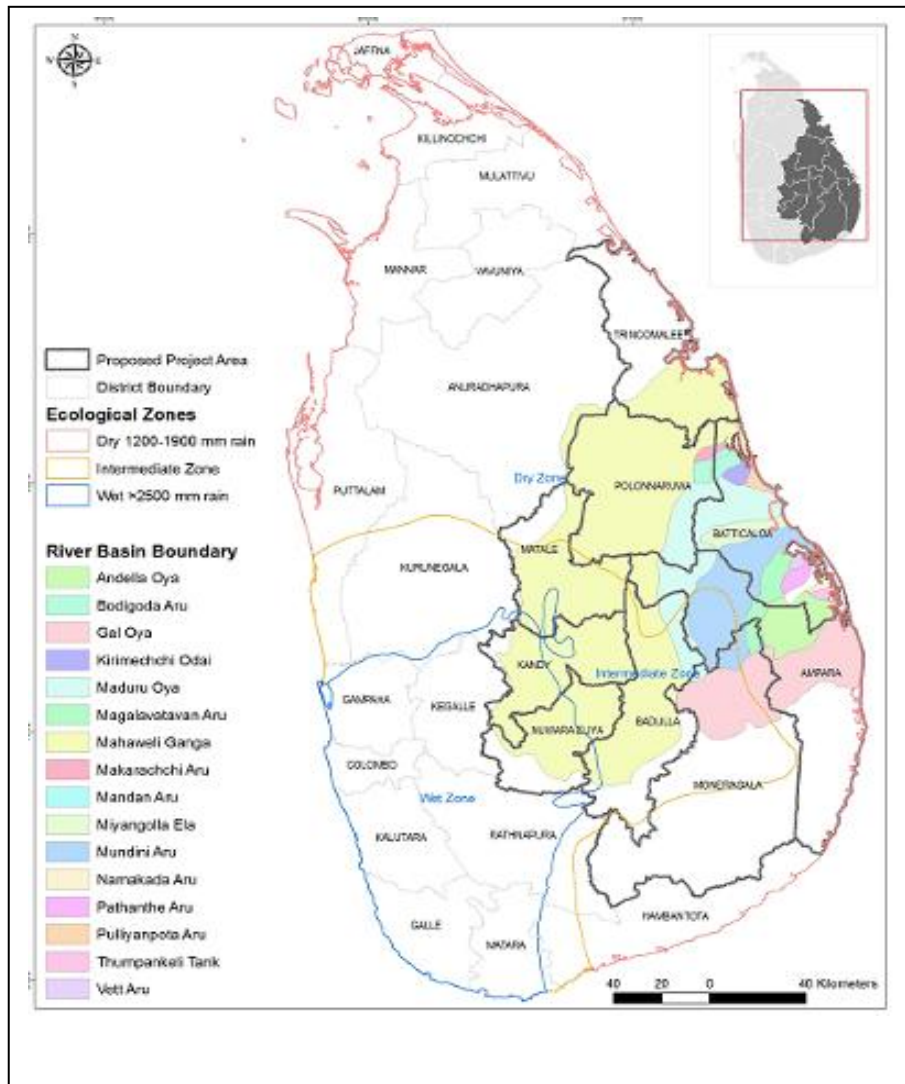 N
W
E
S
JAFFNA
KILLINOCHCHI
MULATTIVU
MANNAR
VAVUNIYA
TRINCOMALEE
ANURADHAPURA
Proposed Project Area
District Boundary
Ecological Zones
Dry 1200-1900 mm rain
Intermediate Zone
Wet >2500 mm rain
PUTTALAM
Dry Zone
POLONNARUWA
BATTICALOA
MATALE
KURUNEGALA
River Basin Boundary
Andella Oya
Bodigoda Aru
Gal Oya
Kirimechchi Odai
Maduru Oya
Magalavatavan Aru
Mahaweli Ganga
Makarachchi Aru
Mandan Aru
Miyangolla Ela
Mundini Aru
Namakada Aru
Pathanthe Aru
Pulliyanpota Aru
Thumpankeli Tank
Vett Aru
KANDY
Intermediate Zone
AMPARA
GAMPAHA
KEGALLE
NUWARA ELIYA
BADULLA
COLOMBO
MONERAGALA
Wet Zone
KALUTARA
RATHNAPURA
HAMBANTOTA
GALLE
MATARA
40 20 0 40 Kilometers